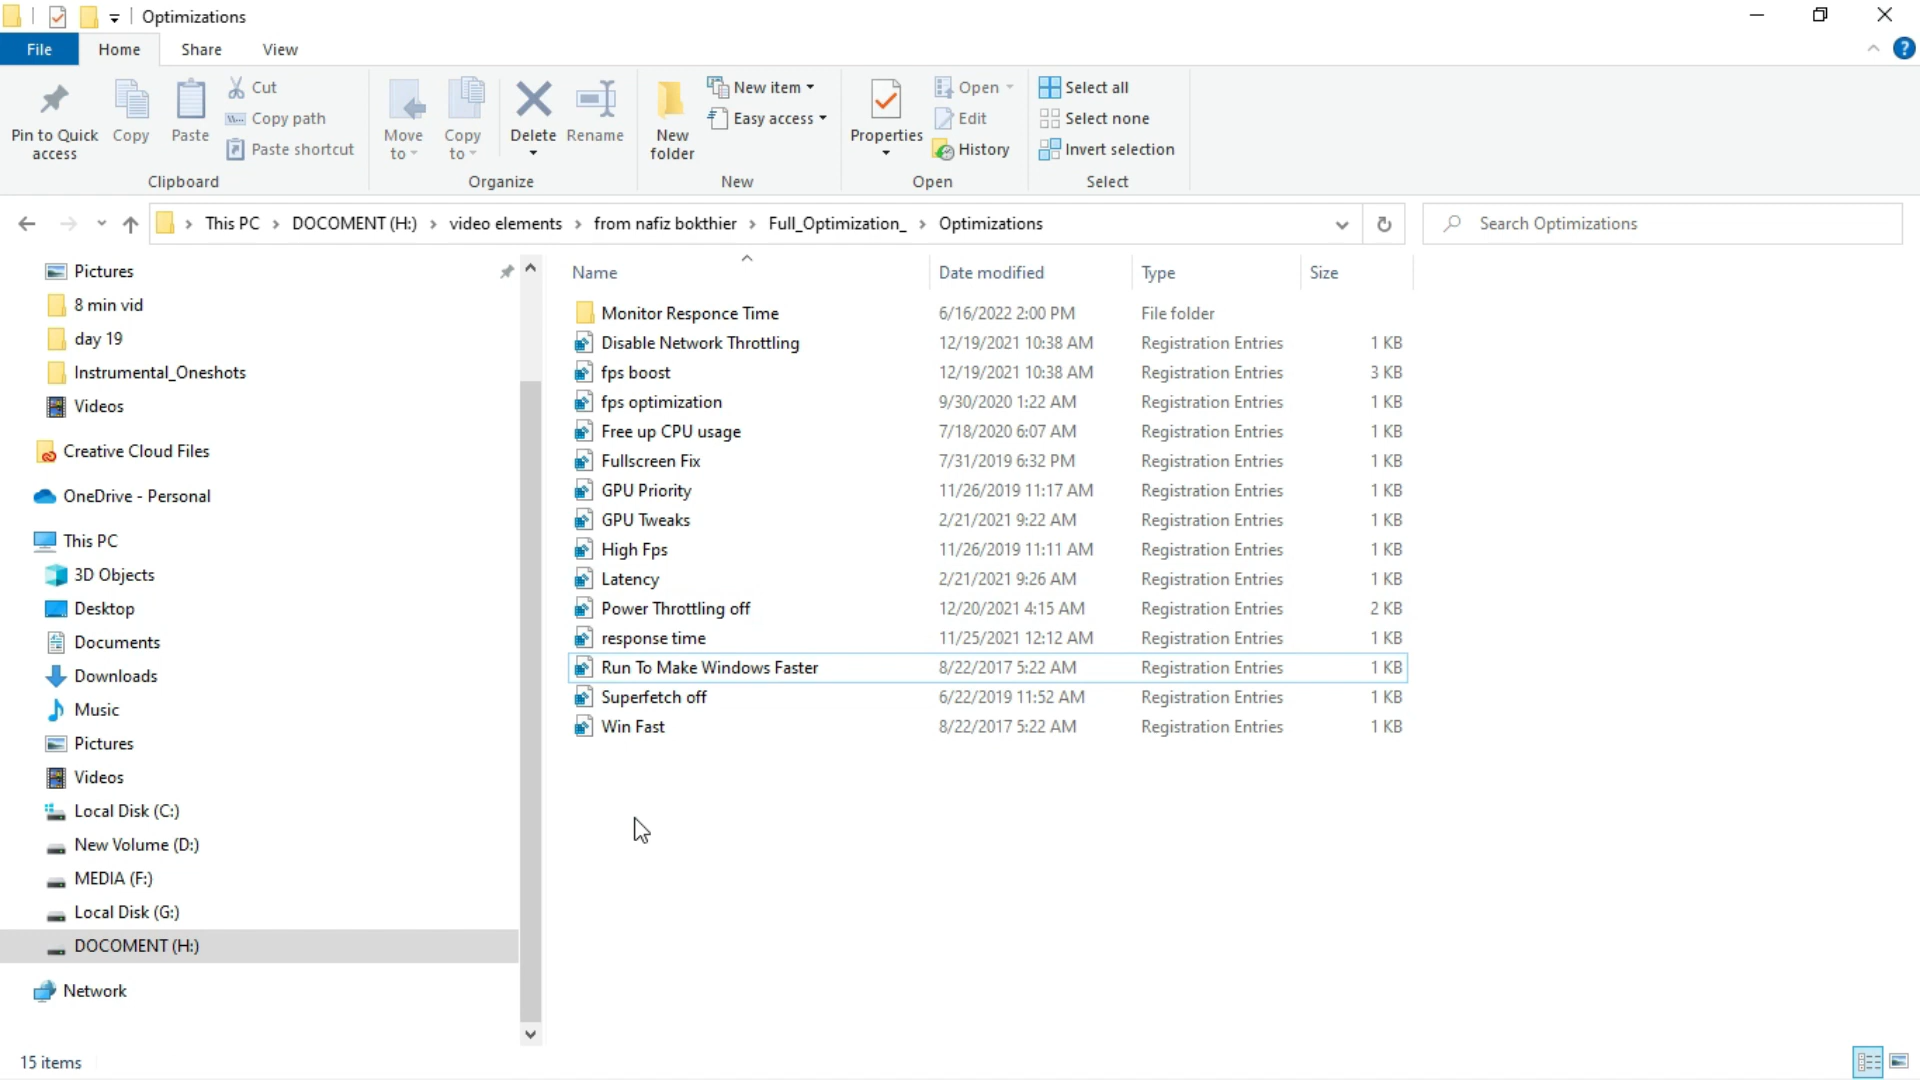 Optimizations
File Home Share View
Pin to Quick access
Copy
Paste
Cut
Copy path
Paste shortcut
Clipboard
Move to
Copy to
Delete
Rename
Organize
New folder
New item
Easy access
New
Properties
Open
Edit
History
Open
Select all
Select none
Invert selection
Select
This PC DOCOMENT (H:) video elements from nafiz bokthier Full_Optimization_ Optimizations
Search Optimizations
Pictures
8 min vid
day 19
Instrumental_Oneshots
Videos
Creative Cloud Files
OneDrive - Personal
This PC
3D Objects
Desktop
Documents
Downloads
Music
Pictures
Videos
Local Disk (C:)
New Volume (D:)
MEDIA (F:)
Local Disk (G:)
DOCOMENT (H:)
Network
Name Date modified Type Size
Monitor Responce Time 6/16/2022 2:00 PM File folder
Disable Network Throttling 12/19/2021 10:38 AM Registration Entries 1 KB
fps boost 12/19/2021 10:38 AM Registration Entries 3 KB
fps optimization 9/30/2020 1:22 AM Registration Entries 1 KB
Free up CPU usage 7/18/2020 6:07 AM Registration Entries 1 KB
Fullscreen Fix 7/31/2019 6:32 PM Registration Entries 1 KB
GPU Priority 11/26/2019 11:17 AM Registration Entries 1 KB
GPU Tweaks 2/21/2021 9:22 AM Registration Entries 1 KB
High Fps 11/26/2019 11:11 AM Registration Entries 1 KB
Latency 2/21/2021 9:26 AM Registration Entries 1 KB
Power Throttling off 12/20/2021 4:15 AM Registration Entries 2 KB
response time 11/25/2021 12:12 AM Registration Entries 1 KB
Run To Make Windows Faster 8/22/2017 5:22 AM Registration Entries 1 KB
Superfetch off 6/22/2019 11:52 AM Registration Entries 1 KB
Win Fast 8/22/2017 5:22 AM Registration Entries 1 KB
15 items